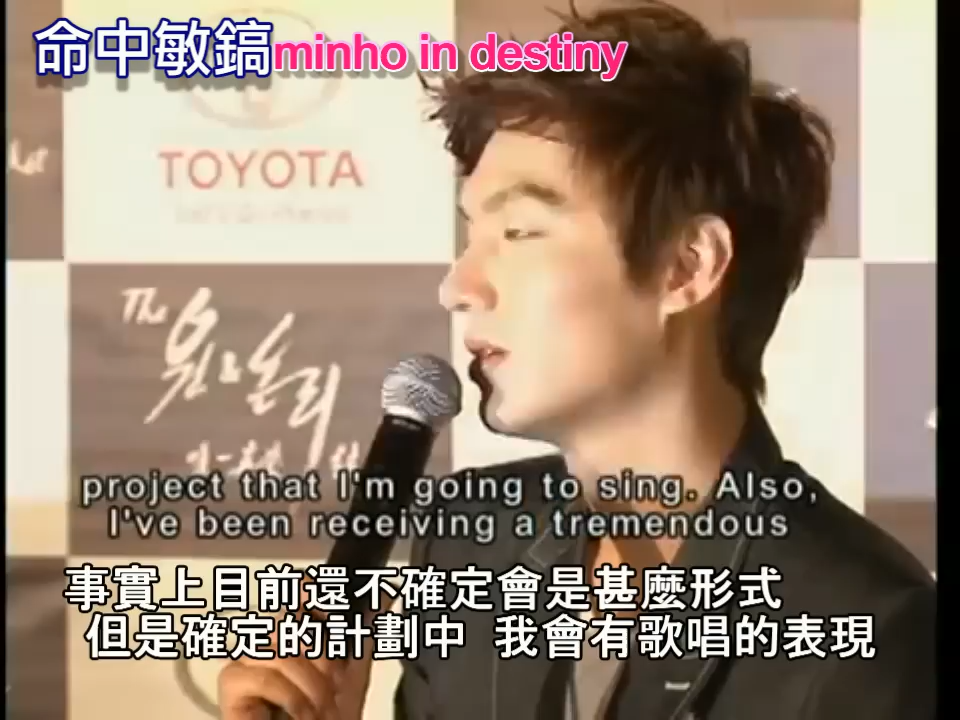 命中敏鎬minho in destiny
TOYOTA
The
project that I'm going to sing. Also,
I've been receiving a tremendous
事實上目前還不確定會是甚麼形式
但是確定的計劃中 我會有歌唱的表現